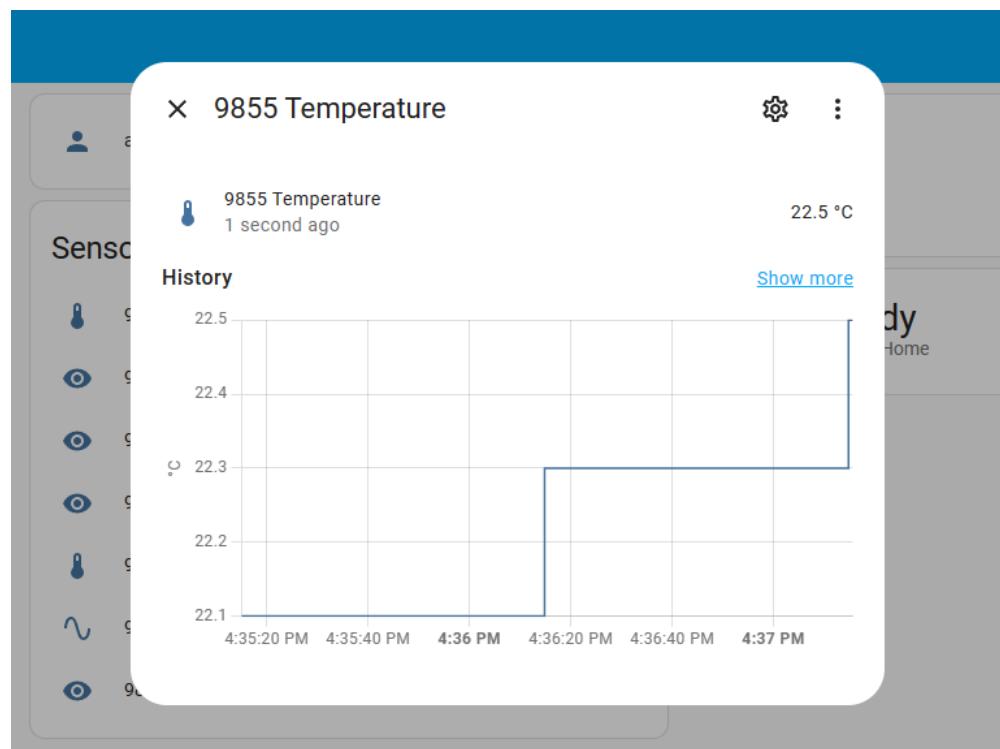 9855 Temperature
9855 Temperature
1 second ago
22.5 °C
History
Show more
22.5
22.4
22.3
22.2
22.1
°C
4:35:20 PM 4:35:40 PM 4:36 PM 4:36:20 PM 4:36:40 PM 4:37 PM
Home